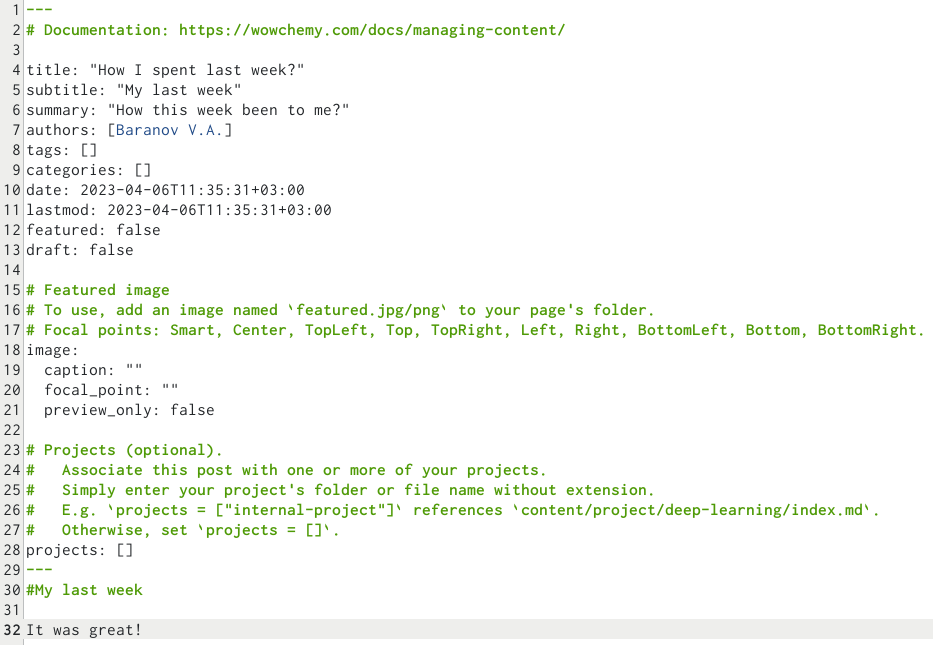 1 ---
2 # Documentation: https://wowchemy.com/docs/managing-content/
3
4 title: "How I spent last week?"
5 subtitle: "My last week"
6 summary: "How this week been to me?"
7 authors: [Baranov V.A.]
8 tags: []
9 categories: []
10 date: 2023-04-06T11:35:31+03:00
11 lastmod: 2023-04-06T11:35:31+03:00
12 featured: false
13 draft: false
14
15 # Featured image
16 # To use, add an image named `featured.jpg/png` to your page's folder.
17 # Focal points: Smart, Center, TopLeft, Top, TopRight, Left, Right, BottomLeft, Bottom, BottomRight.
18 image:
19   caption: ""
20   focal_point: ""
21   preview_only: false
22
23 # Projects (optional).
24 #   Associate this post with one or more of your projects.
25 #   Simply enter your project's folder or file name without extension.
26 #   E.g. `projects = ["internal-project"]` references `content/project/deep-learning/index.md`.
27 #   Otherwise, set `projects = []`.
28 projects: []
29 ---
30 #My last week
31
32 It was great!